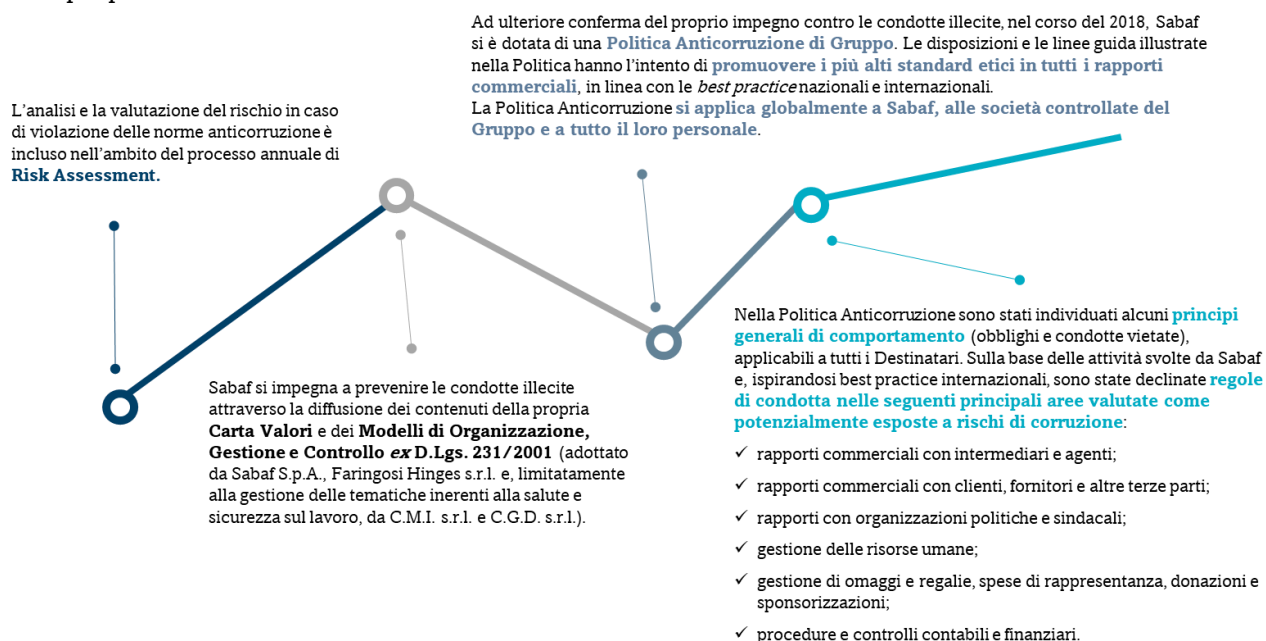 Ad ulteriore conferma del proprio impegno contro le condotte illecite, nel corso del 2018, Sabaf
si è dotata di una Politica Anticorruzione di Gruppo. Le disposizioni e le linee guida illustrate
nella Politica hanno l'intento di promuovere i più alti standard etici in tutti i rapporti
commerciali, in linea con le best practice nazionali e internazionali.
La Politica Anticorruzione si applica globalmente a Sabaf, alle società controllate del
Gruppo e a tutto il loro personale.
L'analisi e la valutazione del rischio in caso
di violazione delle norme anticorruzione è
incluso nell'ambito del processo annuale di
Risk Assessment.
Sabaf si impegna a prevenire le condotte illecite
attraverso la diffusione dei contenuti della propria
Carta Valori e dei Modelli di Organizzazione,
Gestione e Controllo ex D.Lgs. 231/2001 (adottato
da Sabaf S.p.A., Faringosi Hinges s.r.l. e, limitatamente
alla gestione delle tematiche inerenti alla salute e
sicurezza sul lavoro, da C.M.I. s.r.l. e C.G.D. s.r.l.).
Nella Politica Anticorruzione sono stati individuati alcuni principi
generali di comportamento (obblighi e condotte vietate),
applicabili a tutti i Destinatari. Sulla base delle attività svolte da Sabaf
e, ispirandosi best practice internazionali, sono state declinate regole
di condotta nelle seguenti principali aree valutate come
potenzialmente esposte a rischi di corruzione:
✓ rapporti commerciali con intermediari e agenti;
✓ rapporti commerciali con clienti, fornitori e altre terze parti;
✓ rapporti con organizzazioni politiche e sindacali;
✓ gestione delle risorse umane;
✓ gestione di omaggi e regalie, spese di rappresentanza, donazioni e
sponsorizzazioni;
✓ procedure e controlli contabili e finanziari.